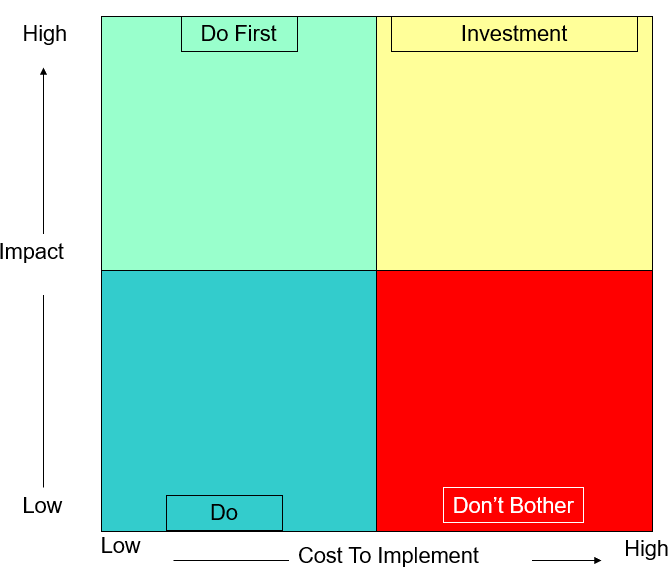 High
Do First
Investment
Impact
Low
Do
Don't Bother
Low
Cost To Implement
High